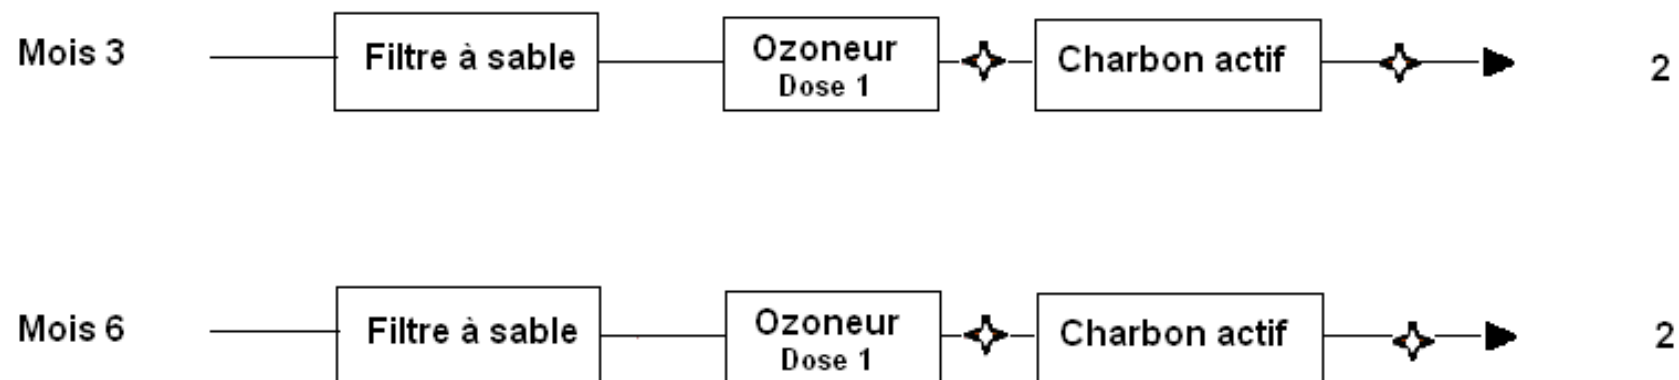 Mois 3
Filtre à sable
Ozoneur
Dose 1
Charbon actif
2
Mois 6
Filtre à sable
Ozoneur
Dose 1
Charbon actif
2